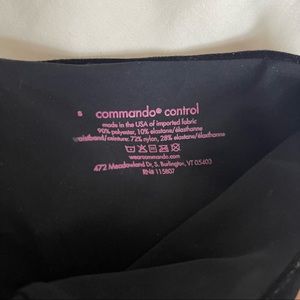 s commando® control
made in the USA of imported fabric
90% polyester, 10% elastane/élasthanne
waistband/ceinture: 72% nylon, 28% elastane/élasthanne
wearcommando.com
472 Meadowland Dr, S. Burlington, VT 05403
RN# 115807